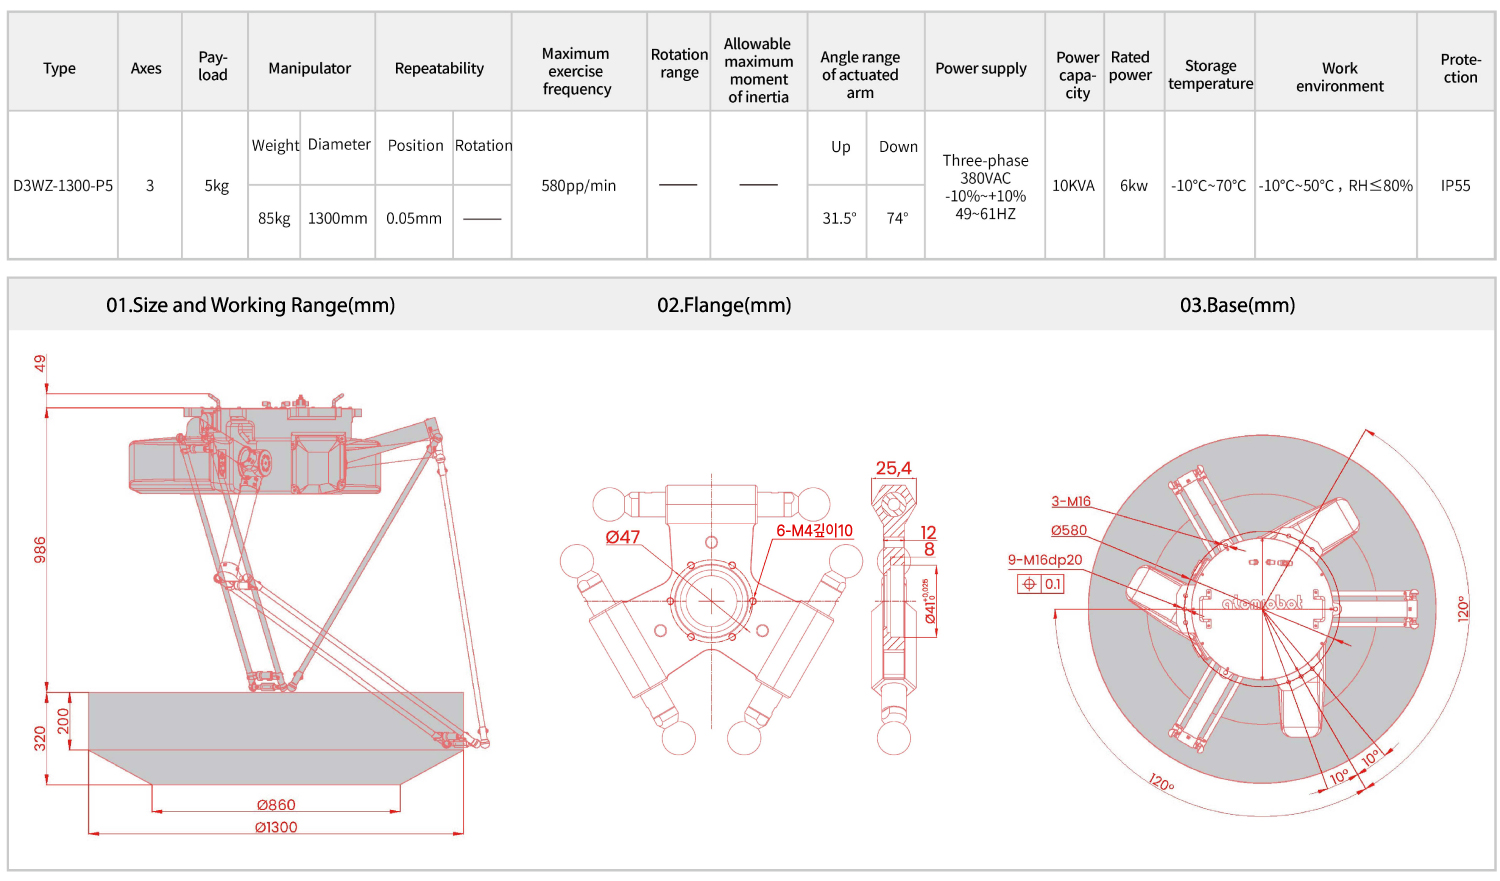 Type
Axes
Pay-
load
Manipulator
Repeatability
Maximum
exercise
frequency
Rotation
range
Allowable
maximum
moment
of inertia
Angle range
of actuated
arm
Power supply
Power
capa-
city
Rated
power
Storage
temperature
Work
environment
Prote-
ction
D3WZ-1300-P5
3
5kg
Weight
Diameter
Position
Rotation
85kg
1300mm
0.05mm
——
580pp/min
——
——
Up
Down
31.5°
74°
Three-phase
380VAC
-10%~+10%
49~61HZ
10KVA
6kw
-10°C~70°C
-10°C~50°C , RH≤80%
IP55
01.Size and Working Range(mm)
02.Flange(mm)
03.Base(mm)
49
986
320
200
Ø860
Ø1300
Ø47
6-M4깊이10
25,4
12
8
Ø41 +0,026 0
3-M16
Ø580
9-M16dp20
⌖ 0.1
atomrobot
120°
120°
10°
10°